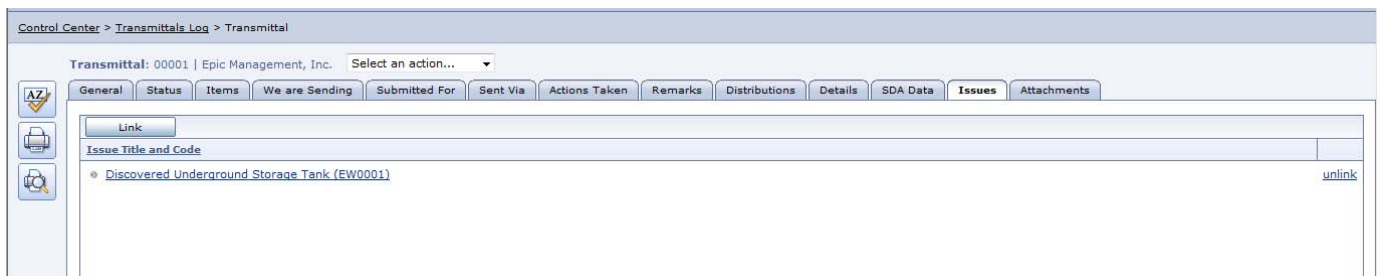 Control Center > Transmittals Log > Transmittal
Transmittal: 00001 | Epic Management, Inc. Select an action...
General Status Items We are Sending Submitted For Sent Via Actions Taken Remarks Distributions Details SDA Data Issues Attachments
AZ
Link
Issue Title and Code
Discovered Underground Storage Tank (EW0001) unlink